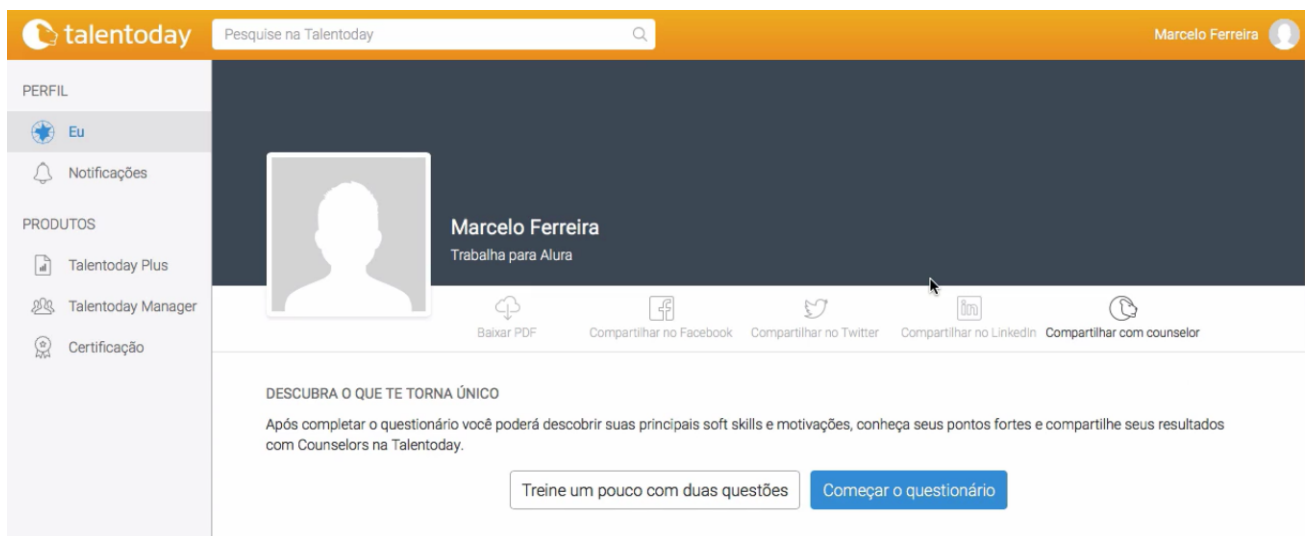 talentoday
Pesquise na Talentoday
Marcelo Ferreira
PERFIL
Eu
Notificações
PRODUTOS
Talentoday Plus
Talentoday Manager
Certificação
Marcelo Ferreira
Trabalha para Alura
Baixar PDF
Compartilhar no Facebook
Compartilhar no Twitter
Compartilhar no LinkedIn
Compartilhar com counselor
DESCUBRA O QUE TE TORNA ÚNICO
Após completar o questionário você poderá descobrir suas principais soft skills e motivações, conheça seus pontos fortes e compartilhe seus resultados
com Counselors na Talentoday.
Treine um pouco com duas questões
Começar o questionário